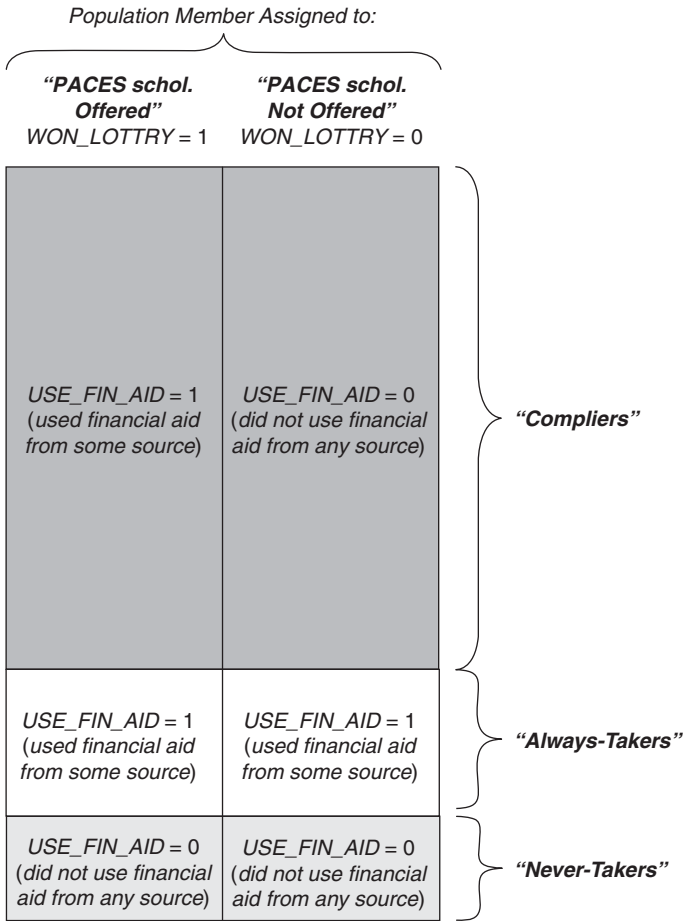 Population Member Assigned to:
“PACES schol.
Offered”
WON_LOTTRY = 1
“PACES schol.
Not Offered”
WON_LOTTRY = 0
USE_FIN_AID = 1
(used financial aid
from some source)
USE_FIN_AID = 0
(did not use financial
aid from any source)
“Compliers”
USE_FIN_AID = 1
(used financial aid
from some source)
USE_FIN_AID = 1
(used financial aid
from some source)
“Always-Takers”
USE_FIN_AID = 0
(did not use financial
aid from any source)
USE_FIN_AID = 0
(did not use financial
aid from any source)
“Never-Takers”